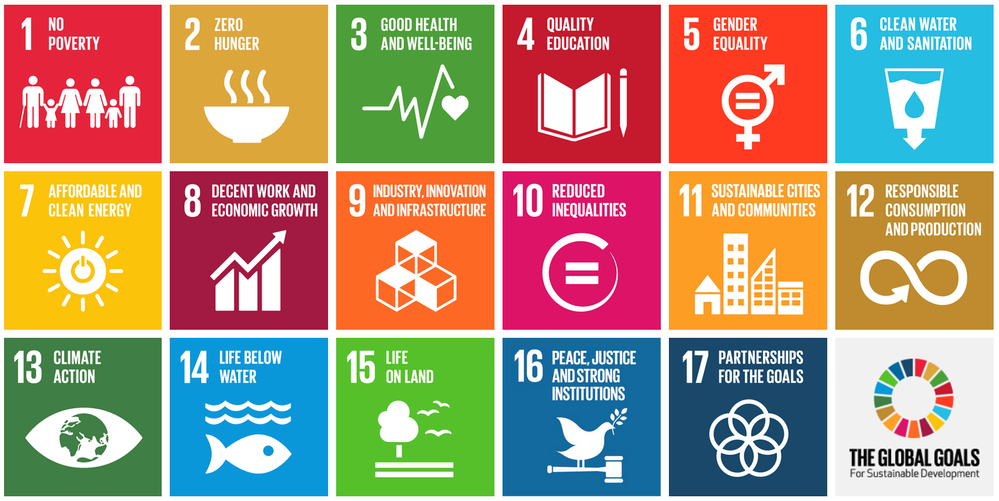 1 NO
POVERTY
2 ZERO
HUNGER
3 GOOD HEALTH
AND WELL-BEING
4 QUALITY
EDUCATION
5 GENDER
EQUALITY
6 CLEAN WATER
AND SANITATION
7 AFFORDABLE AND
CLEAN ENERGY
8 DECENT WORK AND
ECONOMIC GROWTH
9 INDUSTRY, INNOVATION
AND INFRASTRUCTURE
10 REDUCED
INEQUALITIES
11 SUSTAINABLE CITIES
AND COMMUNITIES
12 RESPONSIBLE
CONSUMPTION
AND PRODUCTION
13 CLIMATE
ACTION
14 LIFE BELOW
WATER
15 LIFE
ON LAND
16 PEACE, JUSTICE
AND STRONG
INSTITUTIONS
17 PARTNERSHIPS
FOR THE GOALS
THE GLOBAL GOALS
For Sustainable Development